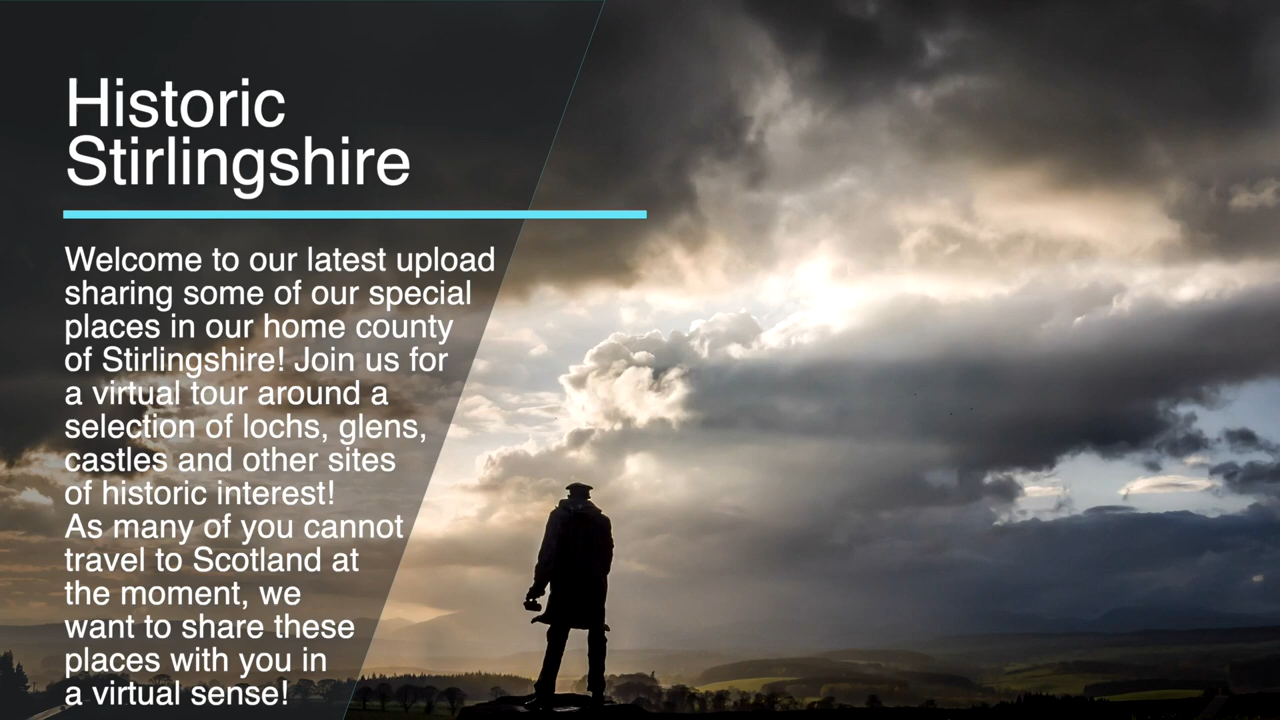 Historic
Stirlingshire
Welcome to our latest upload
sharing some of our special
places in our home county
of Stirlingshire! Join us for
a virtual tour around a
selection of lochs, glens,
castles and other sites
of historic interest!
As many of you cannot
travel to Scotland at
the moment, we
want to share these
places with you in
a virtual sense!